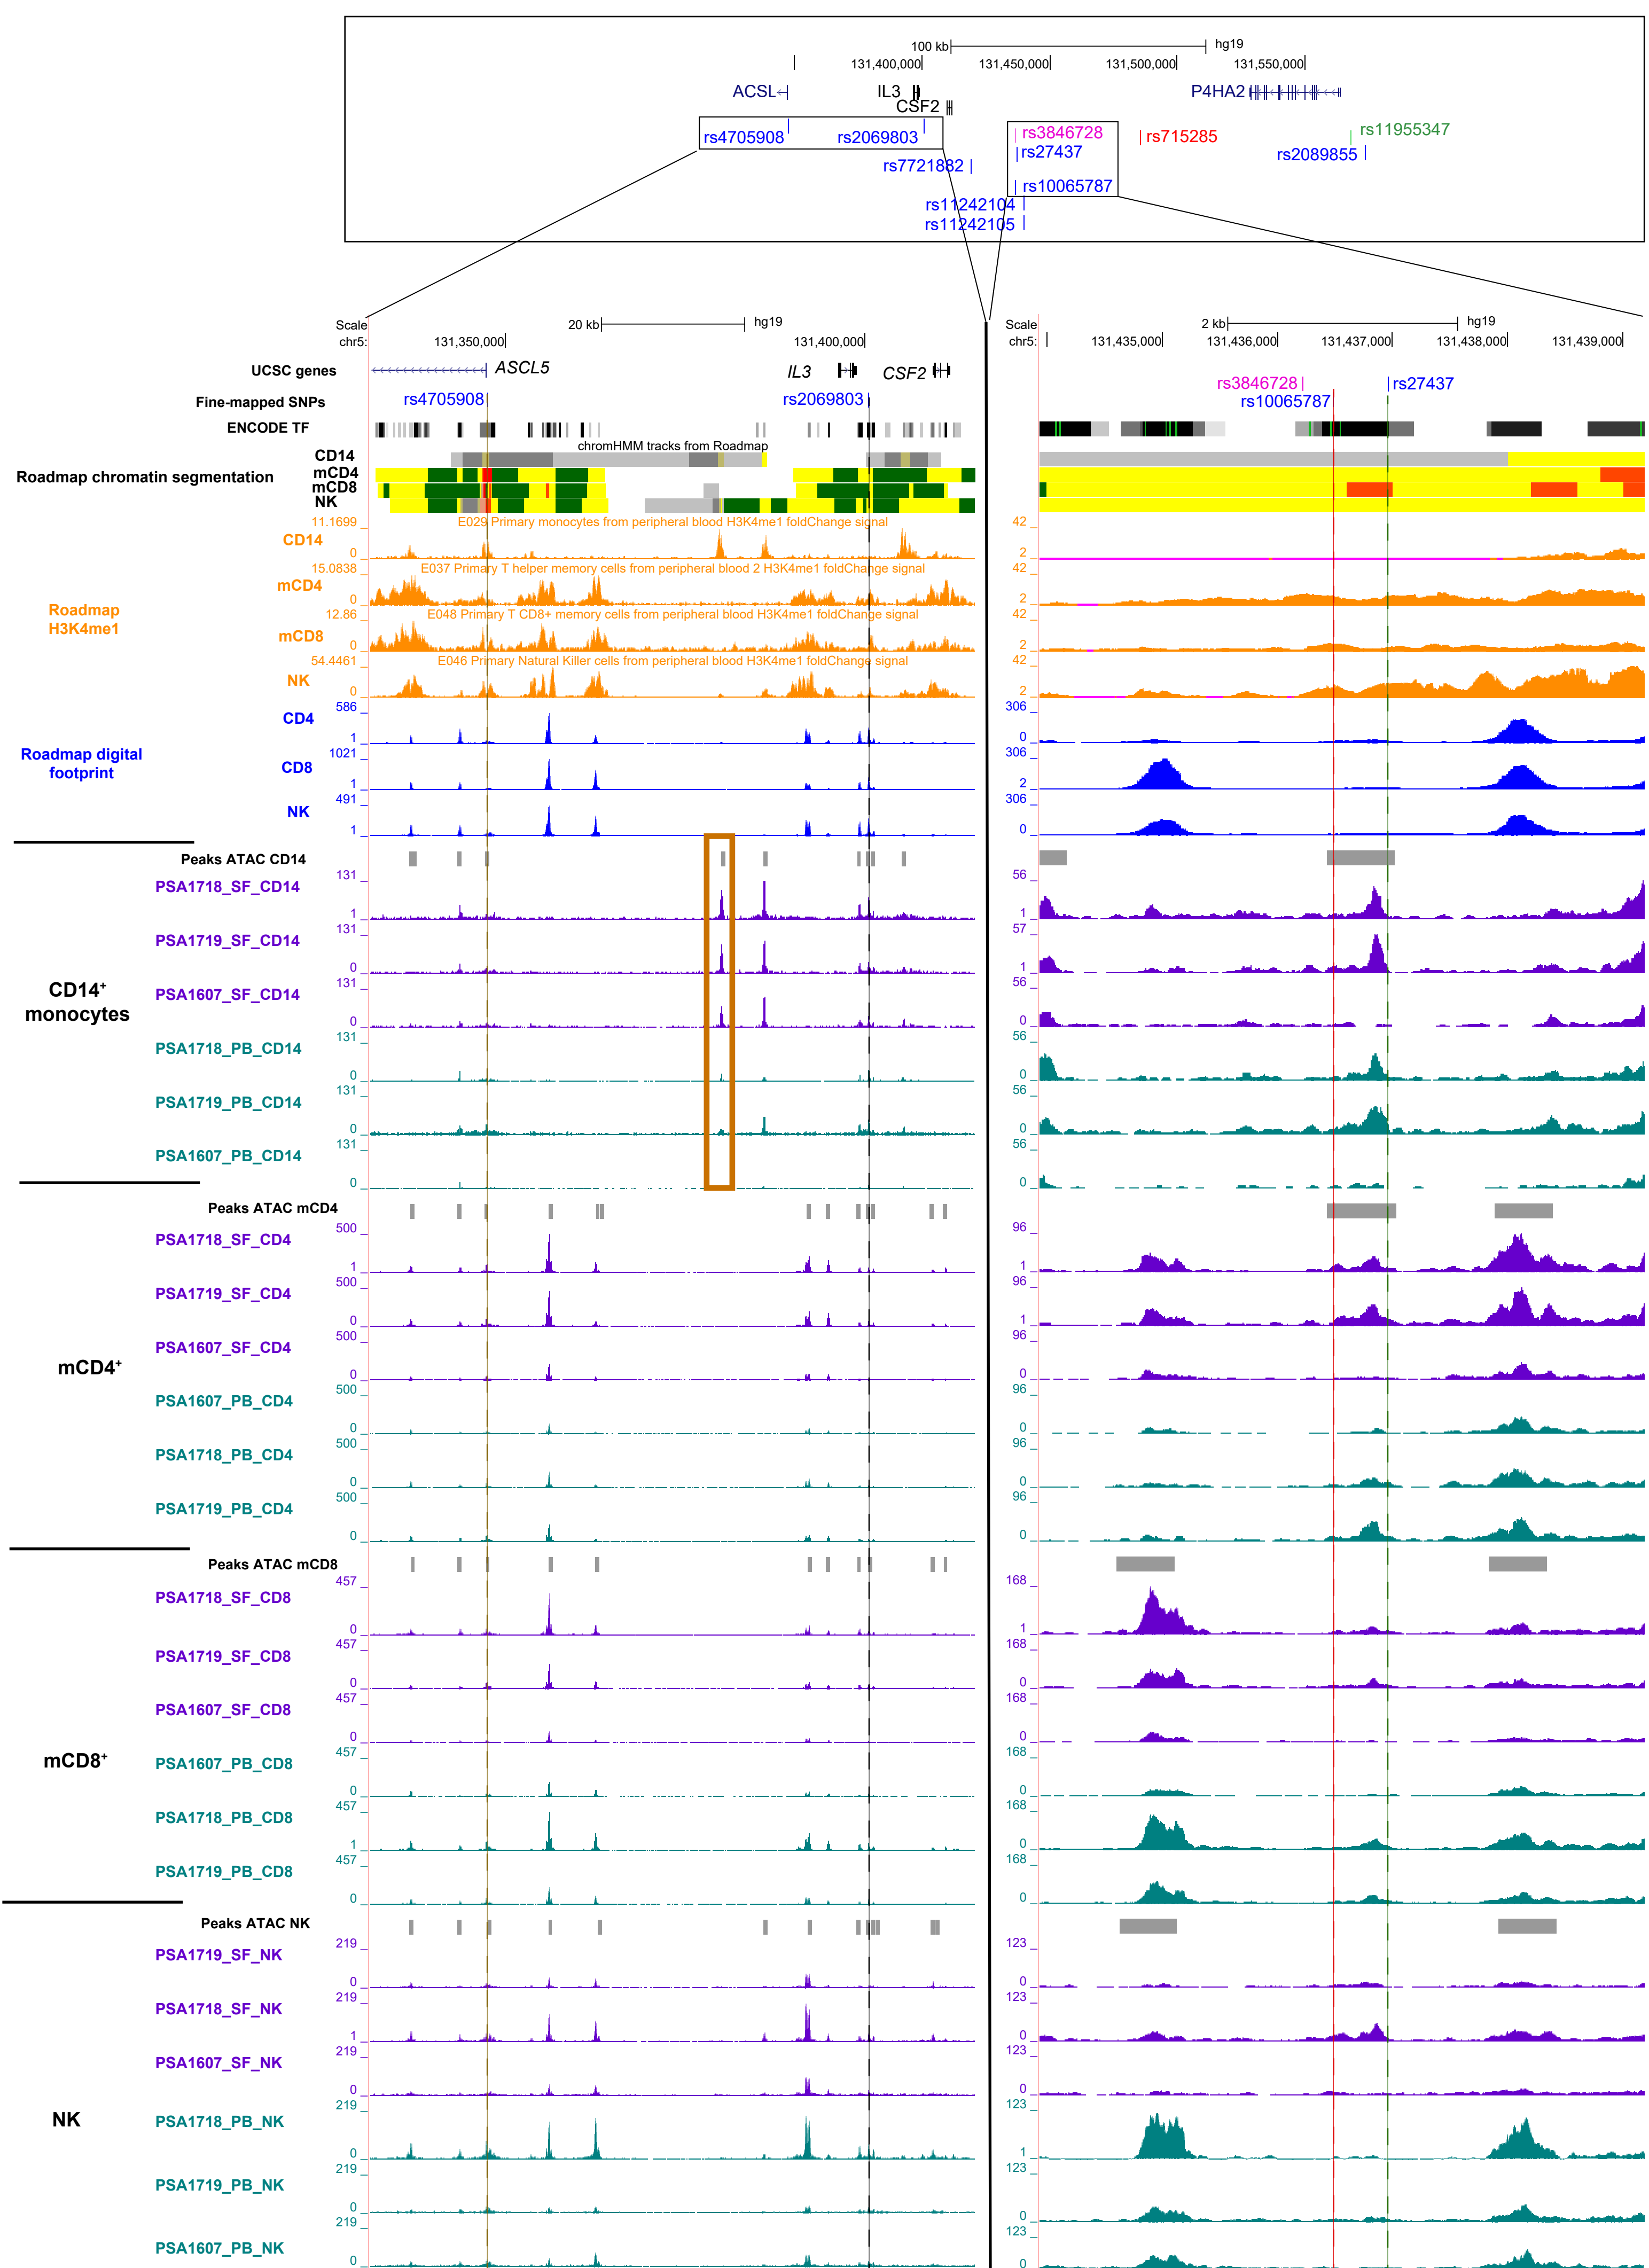 100 kb hg19
131,400,000 131,450,000 131,500,000 131,550,000
ACSL IL3 P4HA2
CSF2
rs4705908 rs2069803 rs3846728 rs715285 rs11955347
rs27437 rs2089855
rs7721882
rs10065787
rs11242104
rs11242105
Scale 20 kb hg19
chr5: 131,350,000 131,400,000
Scale 2 kb hg19
chr5: 131,435,000 131,436,000 131,437,000 131,438,000 131,439,000
UCSC genes ASCL5 IL3 CSF2
rs3846728 rs27437
Fine-mapped SNPs rs4705908 rs2069803 rs10065787
ENCODE TF
chromHMM tracks from Roadmap
Roadmap chromatin segmentation
CD14
mCD4
mCD8
NK
Roadmap
H3K4me1
11.1699 E029 Primary monocytes from peripheral blood H3K4me1 foldChange signal 42
CD14
0 2
15.0838 E037 Primary T helper memory cells from peripheral blood 2 H3K4me1 foldChange signal 42
mCD4
0 2
12.86 E048 Primary T CD8+ memory cells from peripheral blood H3K4me1 foldChange signal 42
mCD8
0 2
54.4461 E046 Primary Natural Killer cells from peripheral blood H3K4me1 foldChange signal 42
NK
0 2
Roadmap digital
footprint
586 306
CD4
1 0
1021 306
CD8
1 2
491 306
NK
1 0
CD14+
monocytes
Peaks ATAC CD14
131 56
PSA1718_SF_CD14
1 1
131 57
PSA1719_SF_CD14
0 1
131 56
PSA1607_SF_CD14
0 0
131 56
PSA1718_PB_CD14
0 0
131 56
PSA1719_PB_CD14
0 0
131 56
PSA1607_PB_CD14
0 0
mCD4+
Peaks ATAC mCD4
500 96
PSA1718_SF_CD4
1 1
500 96
PSA1719_SF_CD4
0 1
500 96
PSA1607_SF_CD4
0 0
500 96
PSA1607_PB_CD4
0 0
500 96
PSA1718_PB_CD4
0 0
500 96
PSA1719_PB_CD4
0 0
mCD8+
Peaks ATAC mCD8
457 168
PSA1718_SF_CD8
0 1
457 168
PSA1719_SF_CD8
0 0
457 168
PSA1607_SF_CD8
0 0
457 168
PSA1607_PB_CD8
0 0
457 168
PSA1718_PB_CD8
1 0
457 168
PSA1719_PB_CD8
0 0
NK
Peaks ATAC NK
219 123
PSA1719_SF_NK
0 0
219 123
PSA1718_SF_NK
1 0
219 123
PSA1607_SF_NK
0 0
219 123
PSA1718_PB_NK
0 1
219 123
PSA1719_PB_NK
0 0
219 123
PSA1607_PB_NK
0 0